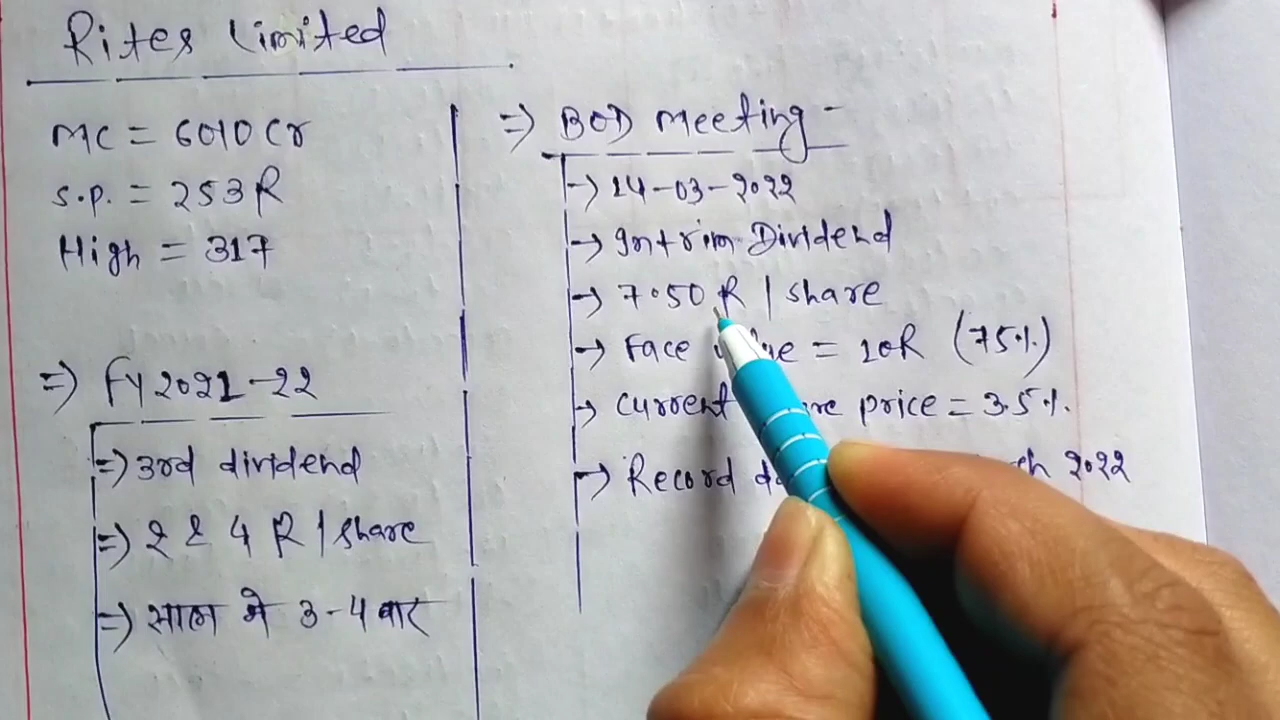 Rites Limited
MC = 6010 Cr
S.P. = 253 R
High = 317
=> FY 2021-22
=> 3rd dividend
=> 2 & 4 R | share
=> साल मे 3-4 बार
=> BOD Meeting -
-> 14-03-2022
-> Intrim Dividend
-> 7.50 R | share
-> Face = 10R (75%)
-> Current price = 3.5%.
-> Record 2022